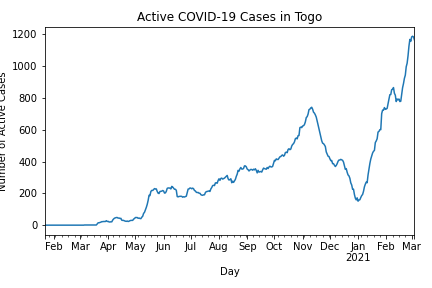 Active COVID-19 Cases in Togo
Number of Active Cases
1200
1000
800
600
400
200
0
Feb Mar Apr May Jun Jul Aug Sep Oct Nov Dec Jan Feb Mar
2021
Day